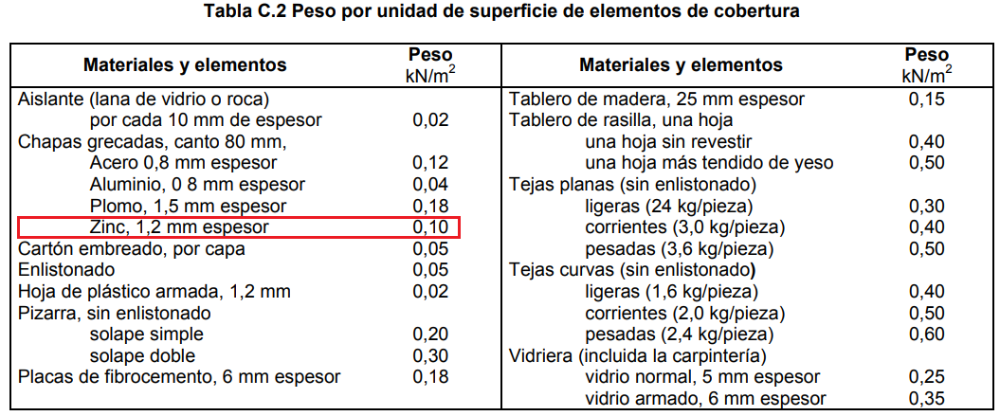 Tabla C.2 Peso por unidad de superficie de elementos de cobertura
Materiales y elementos Peso kN/m²
Aislante (lana de vidrio o roca)
por cada 10 mm de espesor 0,02
Chapas grecadas, canto 80 mm,
Acero 0,8 mm espesor 0,12
Aluminio, 0 8 mm espesor 0,04
Plomo, 1,5 mm espesor 0,18
Zinc, 1,2 mm espesor 0,10
Cartón embreado, por capa 0,05
Enlistonado 0,05
Hoja de plástico armada, 1,2 mm 0,02
Pizarra, sin enlistonado
solape simple 0,20
solape doble 0,30
Placas de fibrocemento, 6 mm espesor 0,18
Materiales y elementos Peso kN/m²
Tablero de madera, 25 mm espesor 0,15
Tablero de rasilla, una hoja
una hoja sin revestir 0,40
una hoja más tendido de yeso 0,50
Tejas planas (sin enlistonado)
ligeras (24 kg/pieza) 0,30
corrientes (3,0 kg/pieza) 0,40
pesadas (3,6 kg/pieza) 0,50
Tejas curvas (sin enlistonado)
ligeras (1,6 kg/pieza) 0,40
corrientes (2,0 kg/pieza) 0,50
pesadas (2,4 kg/pieza) 0,60
Vidriera (incluida la carpintería)
vidrio normal, 5 mm espesor 0,25
vidrio armado, 6 mm espesor 0,35